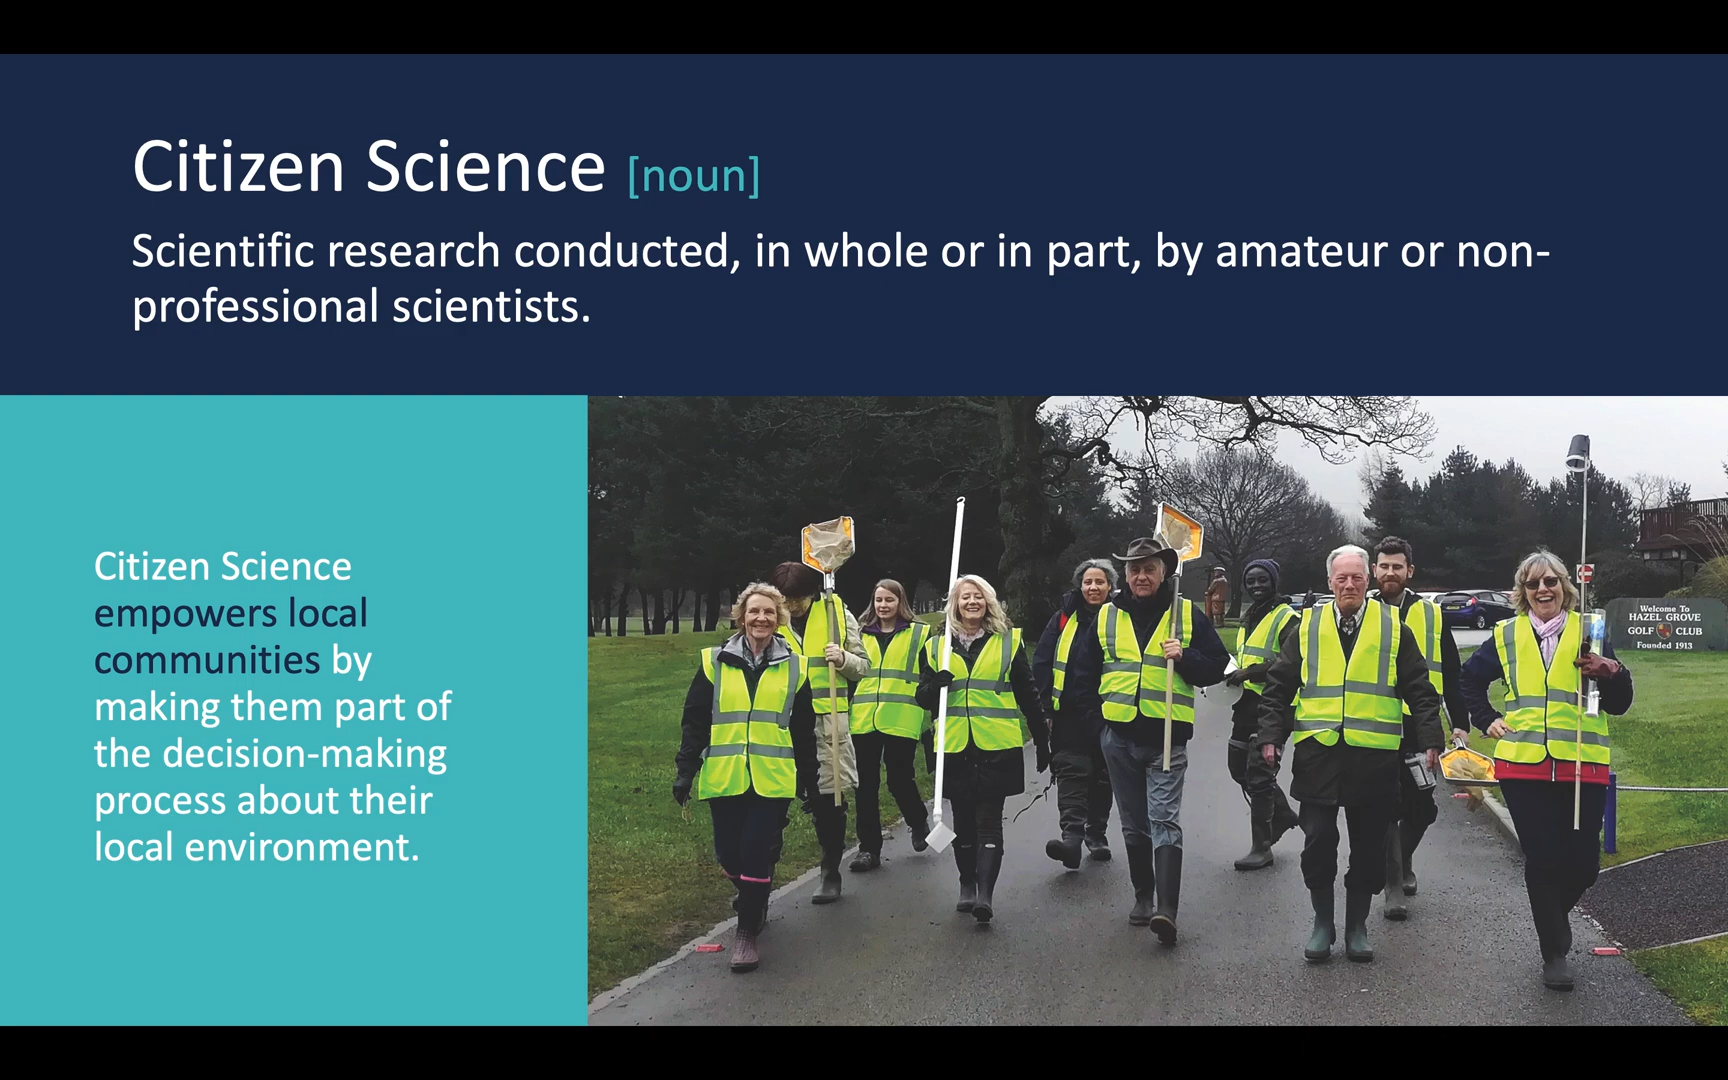 Citizen Science [noun]
Scientific research conducted, in whole or in part, by amateur or non-
professional scientists.
Citizen Science
empowers local
communities by
making them part of
the decision-making
process about their
local environment.
Welcome To
HAZEL GROVE
GOLF CLUB
Founded 1913